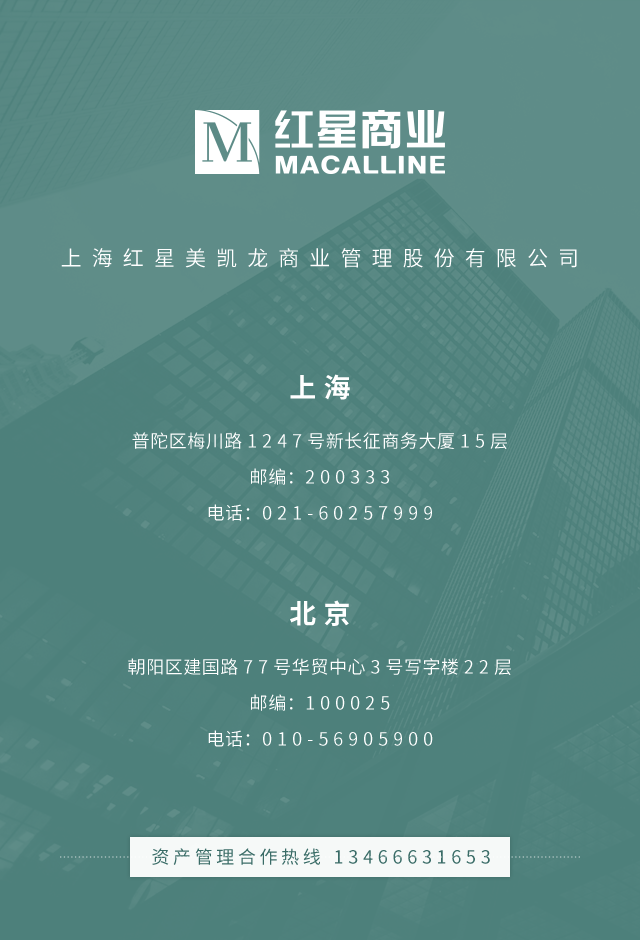 M
红星商业
MACALLINE
上海红星美凯龙商业管理股份有限公司
上海
普陀区梅川路1247号新长征商务大厦15层
邮编：200333
电话：021-60257999
北京
朝阳区建国路77号华贸中心3号写字楼22层
邮编：100025
电话：010-56905900
资产管理合作热线 13466631653